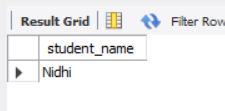 Result Grid Filter Row
student_name
Nidhi